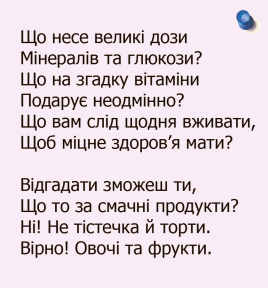 Що несе великі дози
Мінералів та глюкози?
Що на згадку вітаміни
Подарує неодмінно?
Що вам слід щодня вживати,
Щоб міцне здоров’я мати?

Відгадати зможеш ти,
Що то за смачні продукти?
Ні! Не тістечка й торти.
Вірно! Овочі та фрукти.